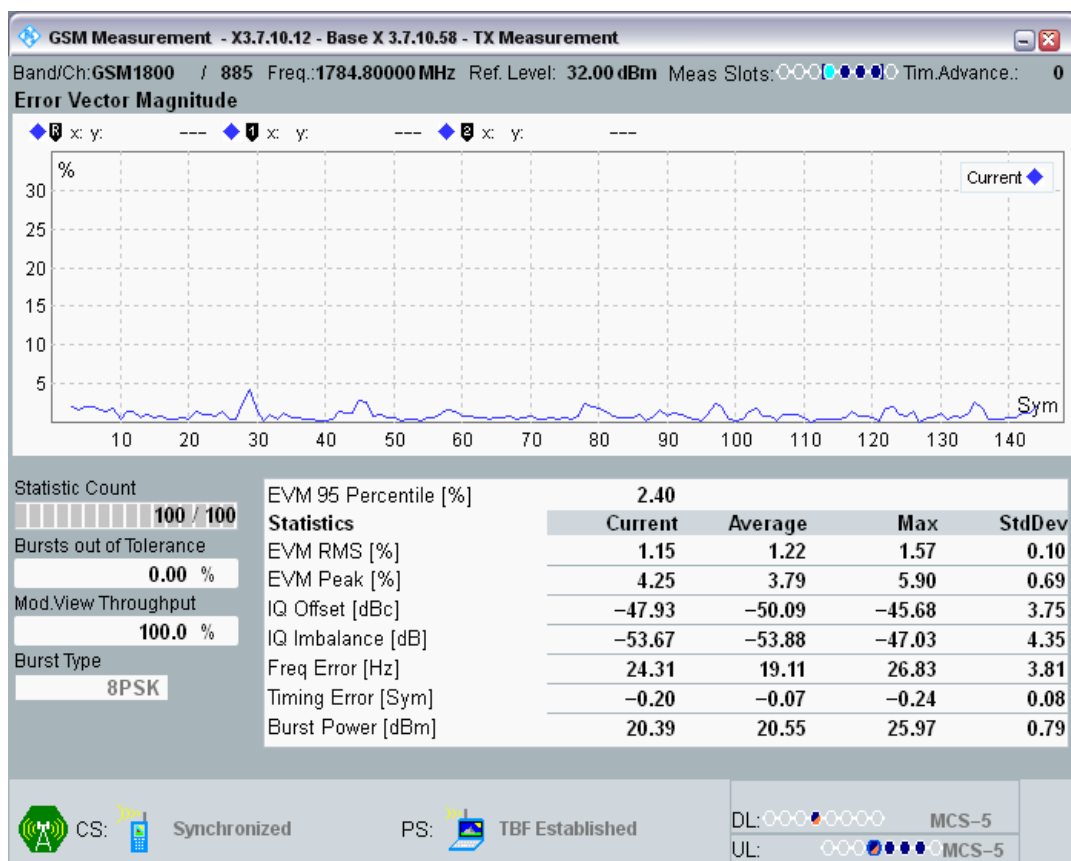 GSM Measurement - X3.7.10.12 - Base X 3.7.10.58 - TX Measurement
Band/Ch:GSM1800 / 885 Freq.:1784.80000 MHz Ref. Level: 32.00 dBm Meas Slots: Tim.Advance.: 0
Error Vector Magnitude
R x: y: --- 1 x: y: --- 2 x: y: ---
%
Current
30
25
20
15
10
5
Sym
10 20 30 40 50 60 70 80 90 100 110 120 130 140
Statistic Count
100 / 100
Bursts out of Tolerance
0.00 %
Mod.View Throughput
100.0 %
Burst Type
8PSK
EVM 95 Percentile [%] 2.40
Statistics Current Average Max StdDev
EVM RMS [%] 1.15 1.22 1.57 0.10
EVM Peak [%] 4.25 3.79 5.90 0.69
IQ Offset [dBc] −47.93 −50.09 −45.68 3.75
IQ Imbalance [dB] −53.67 −53.88 −47.03 4.35
Freq Error [Hz] 24.31 19.11 26.83 3.81
Timing Error [Sym] −0.20 −0.07 −0.24 0.08
Burst Power [dBm] 20.39 20.55 25.97 0.79
CS: Synchronized PS: TBF Established
DL: MCS−5
UL: MCS−5